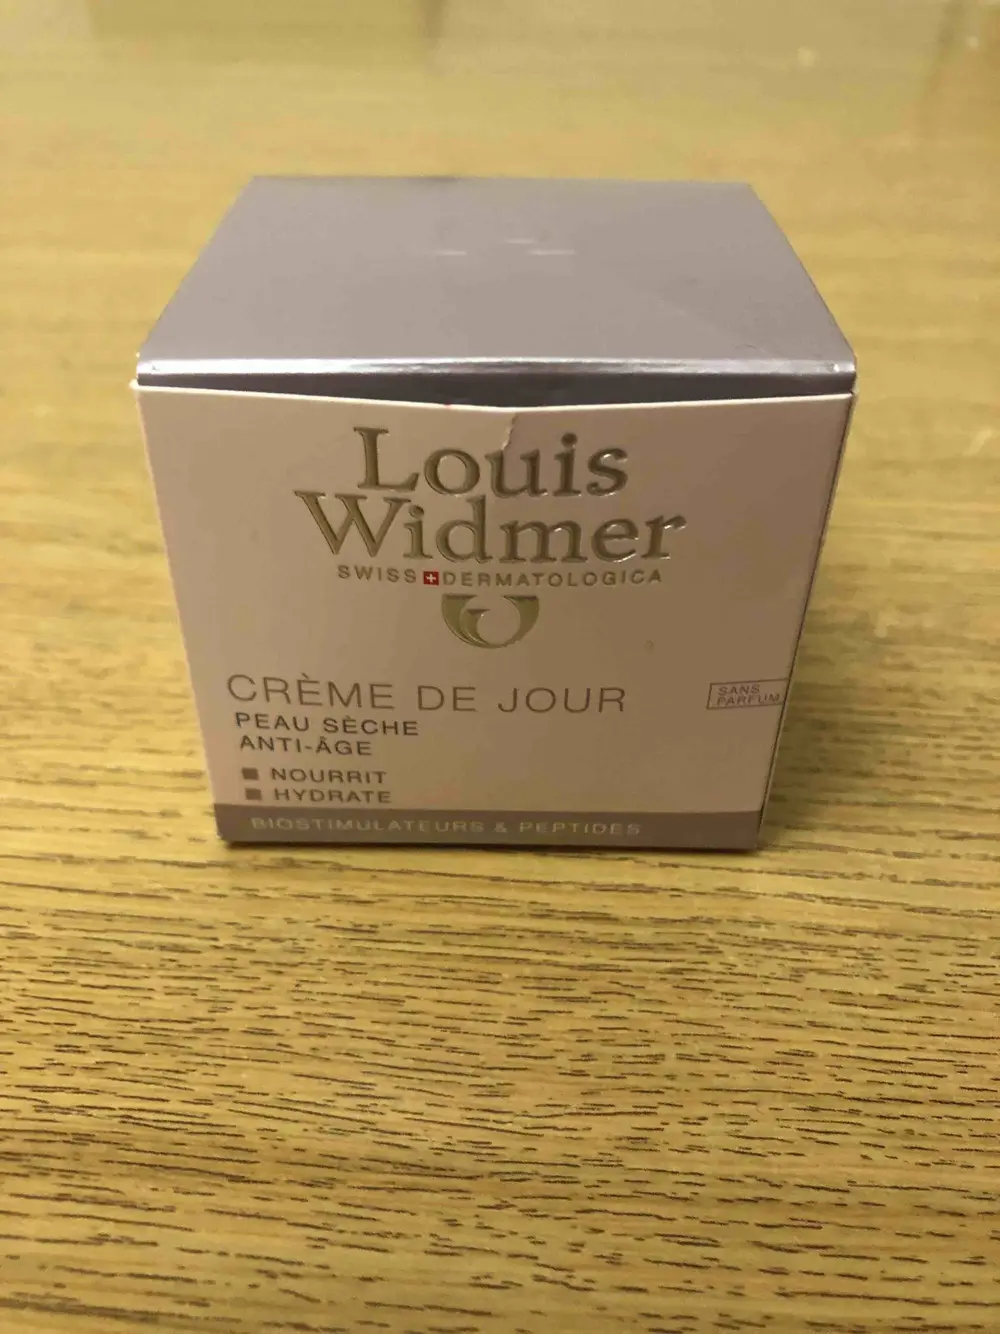 Louis
Widmer
SWISS DERMATOLOGICA
CRÈME DE JOUR
SANS
PARFUM
PEAU SÈCHE
ANTI-ÂGE
NOURRIT
HYDRATE
BIOSTIMULATEURS & PEPTIDES